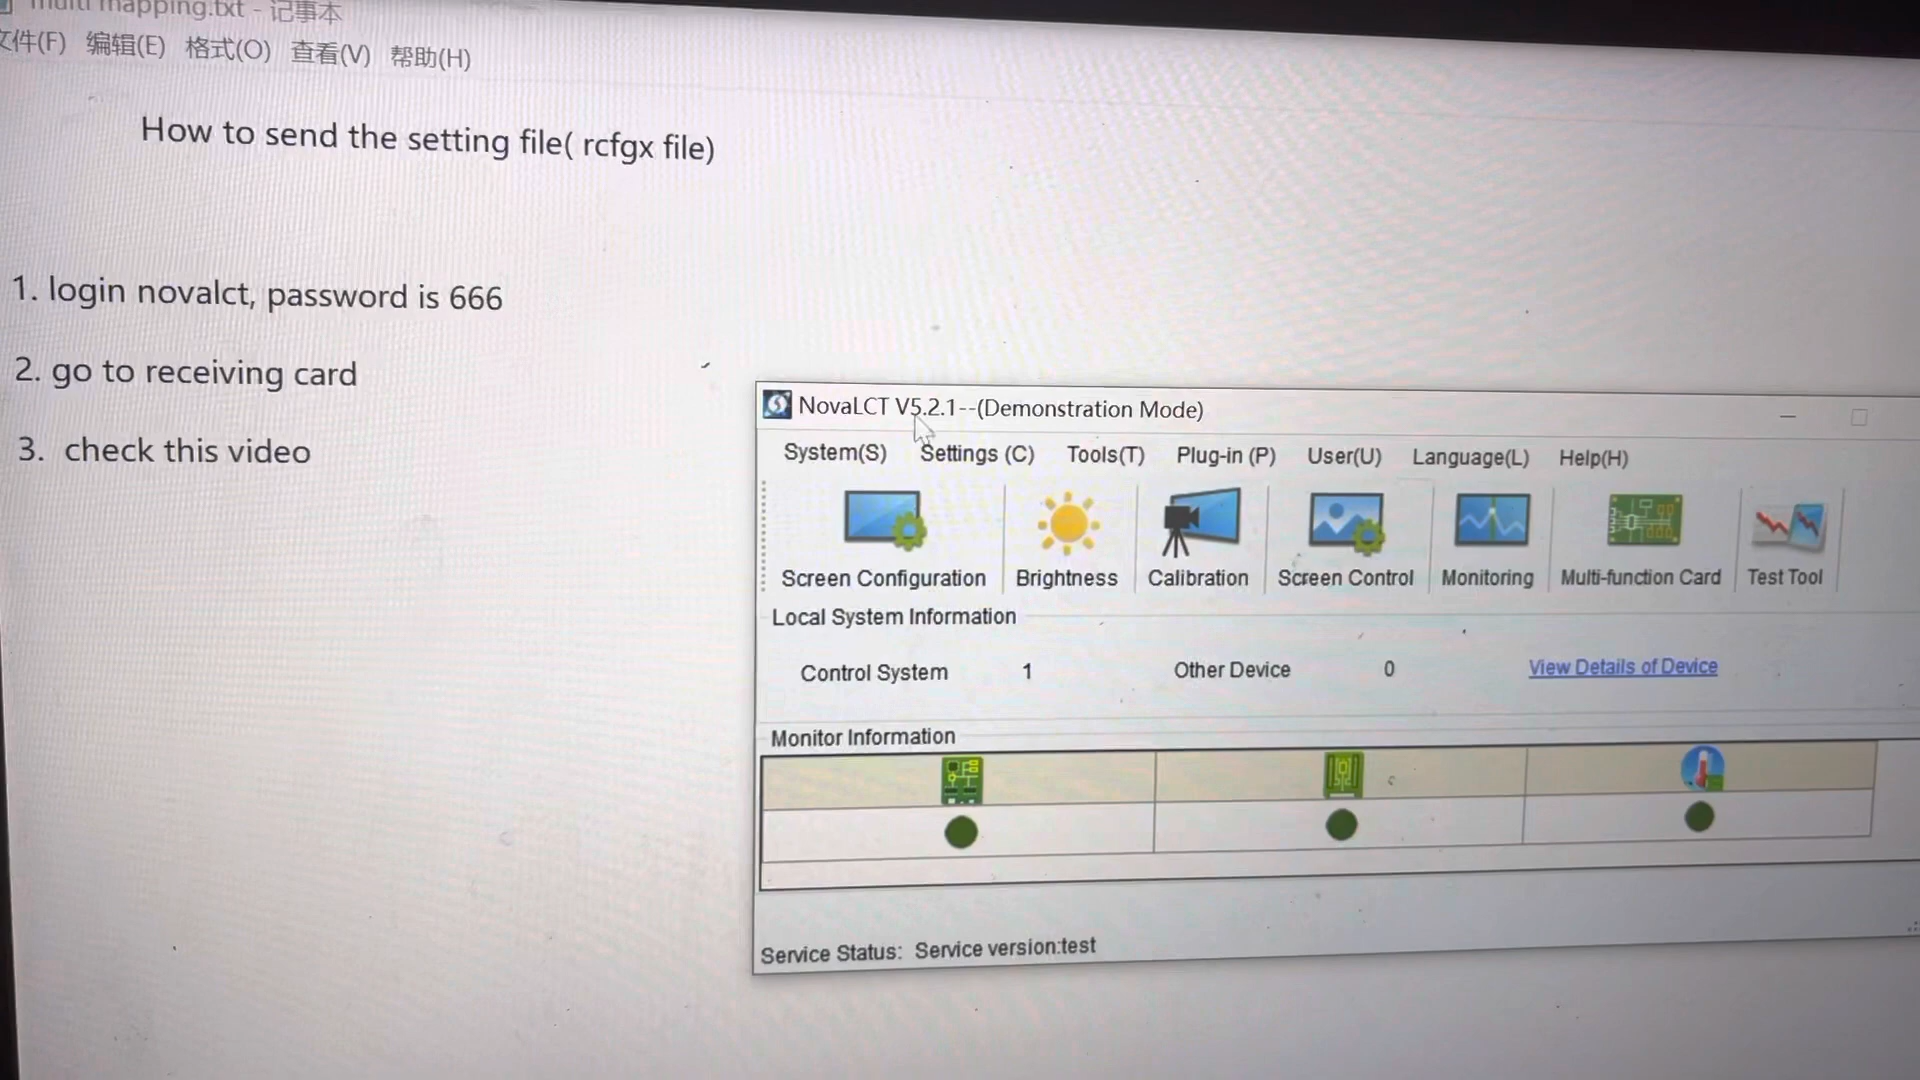 multi mapping.txt - 记事本
文件(F) 编辑(E) 格式(O) 查看(V) 帮助(H)
How to send the setting file( rcfgx file)
1. login novalct, password is 666
2. go to receiving card
3. check this video
NovaLCT V5.2.1--(Demonstration Mode)
System(S) Settings (C) Tools(T) Plug-in (P) User(U) Language(L) Help(H)
Screen Configuration Brightness Calibration Screen Control Monitoring Multi-function Card Test Tool
Local System Information
Control System 1 Other Device 0 View Details of Device
Monitor Information
Service Status: Service version:test